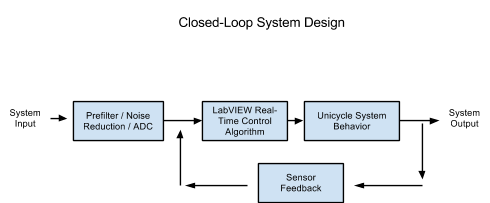 Closed-Loop System Design
System
Input
Prefilter / Noise
Reduction / ADC
LabVIEW Real-
Time Control
Algorithm
Unicycle System
Behavior
System
Output
Sensor
Feedback